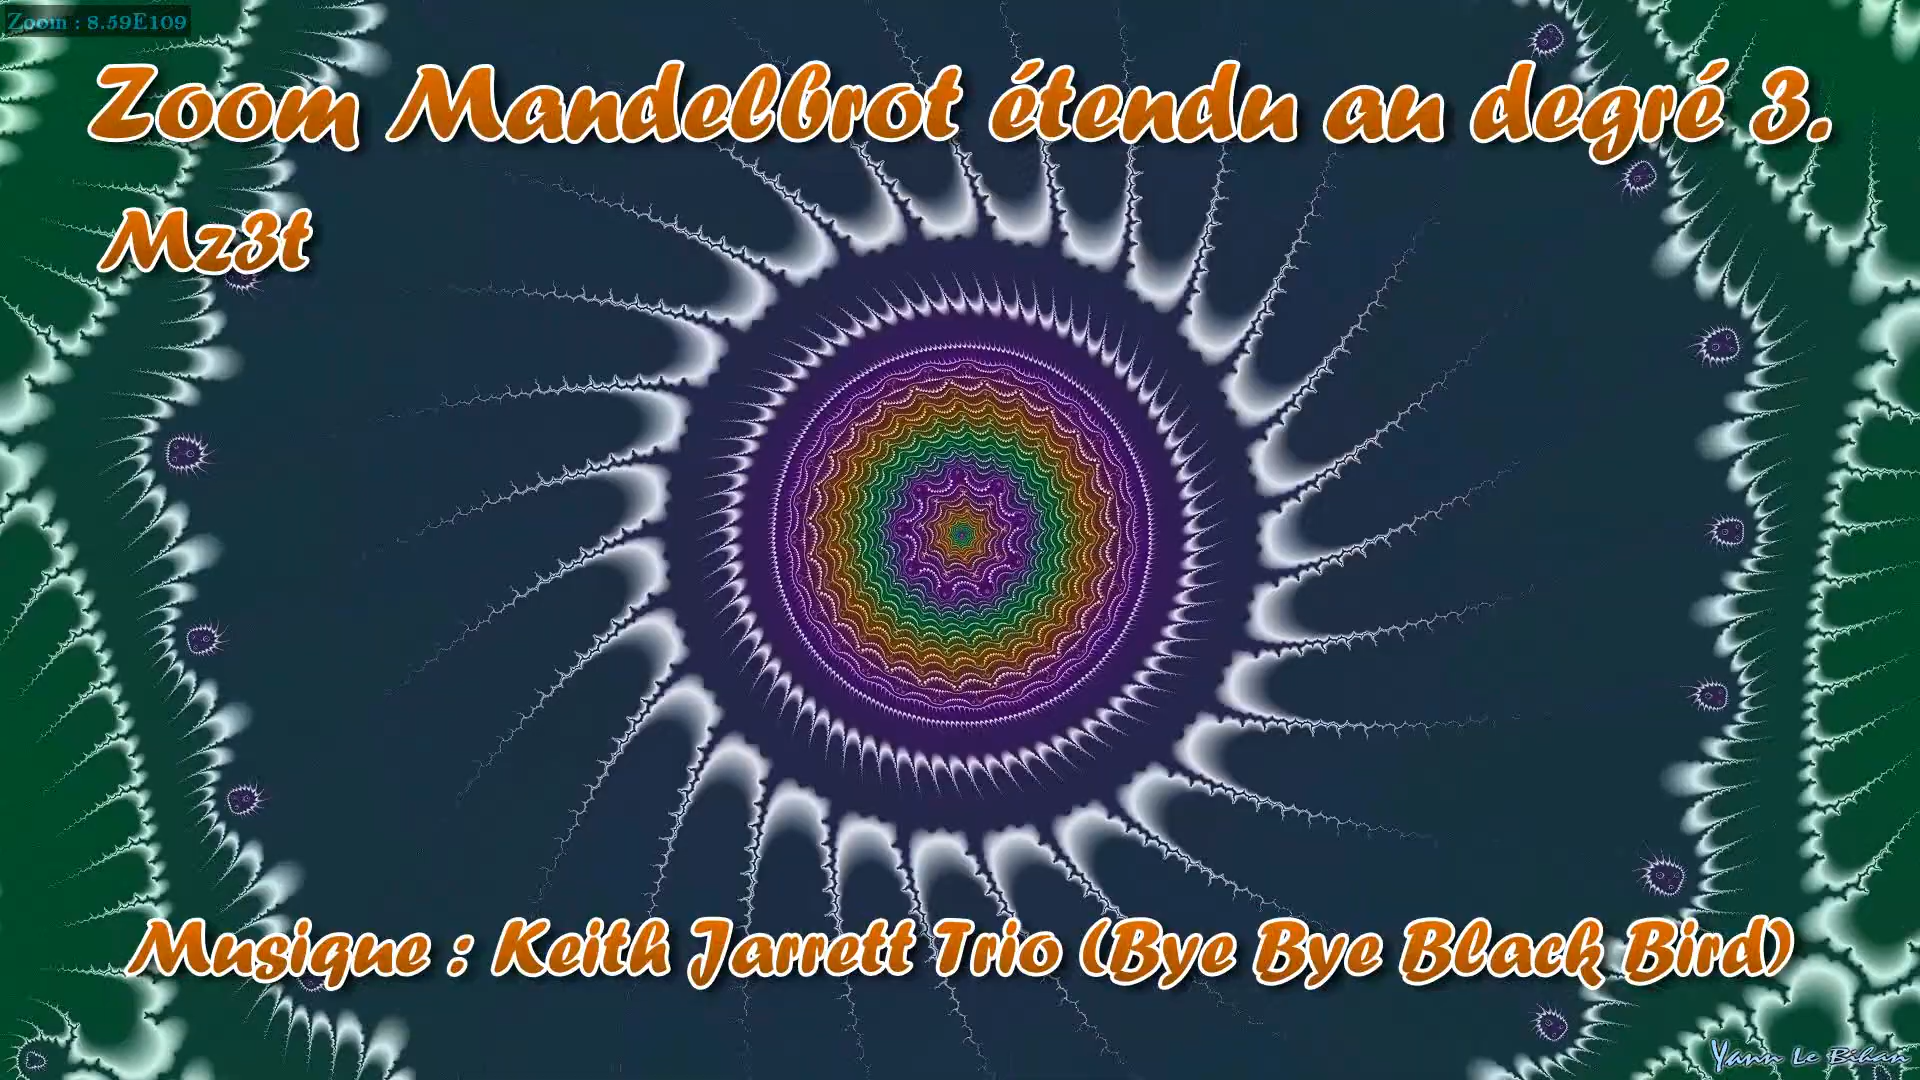 Zoom : 8.59E109
Zoom Mandelbrot étendu au degré 3.
Mz3t
Musique : Keith Jarrett Trio (Bye Bye Black Bird)
Yann Le Bihan